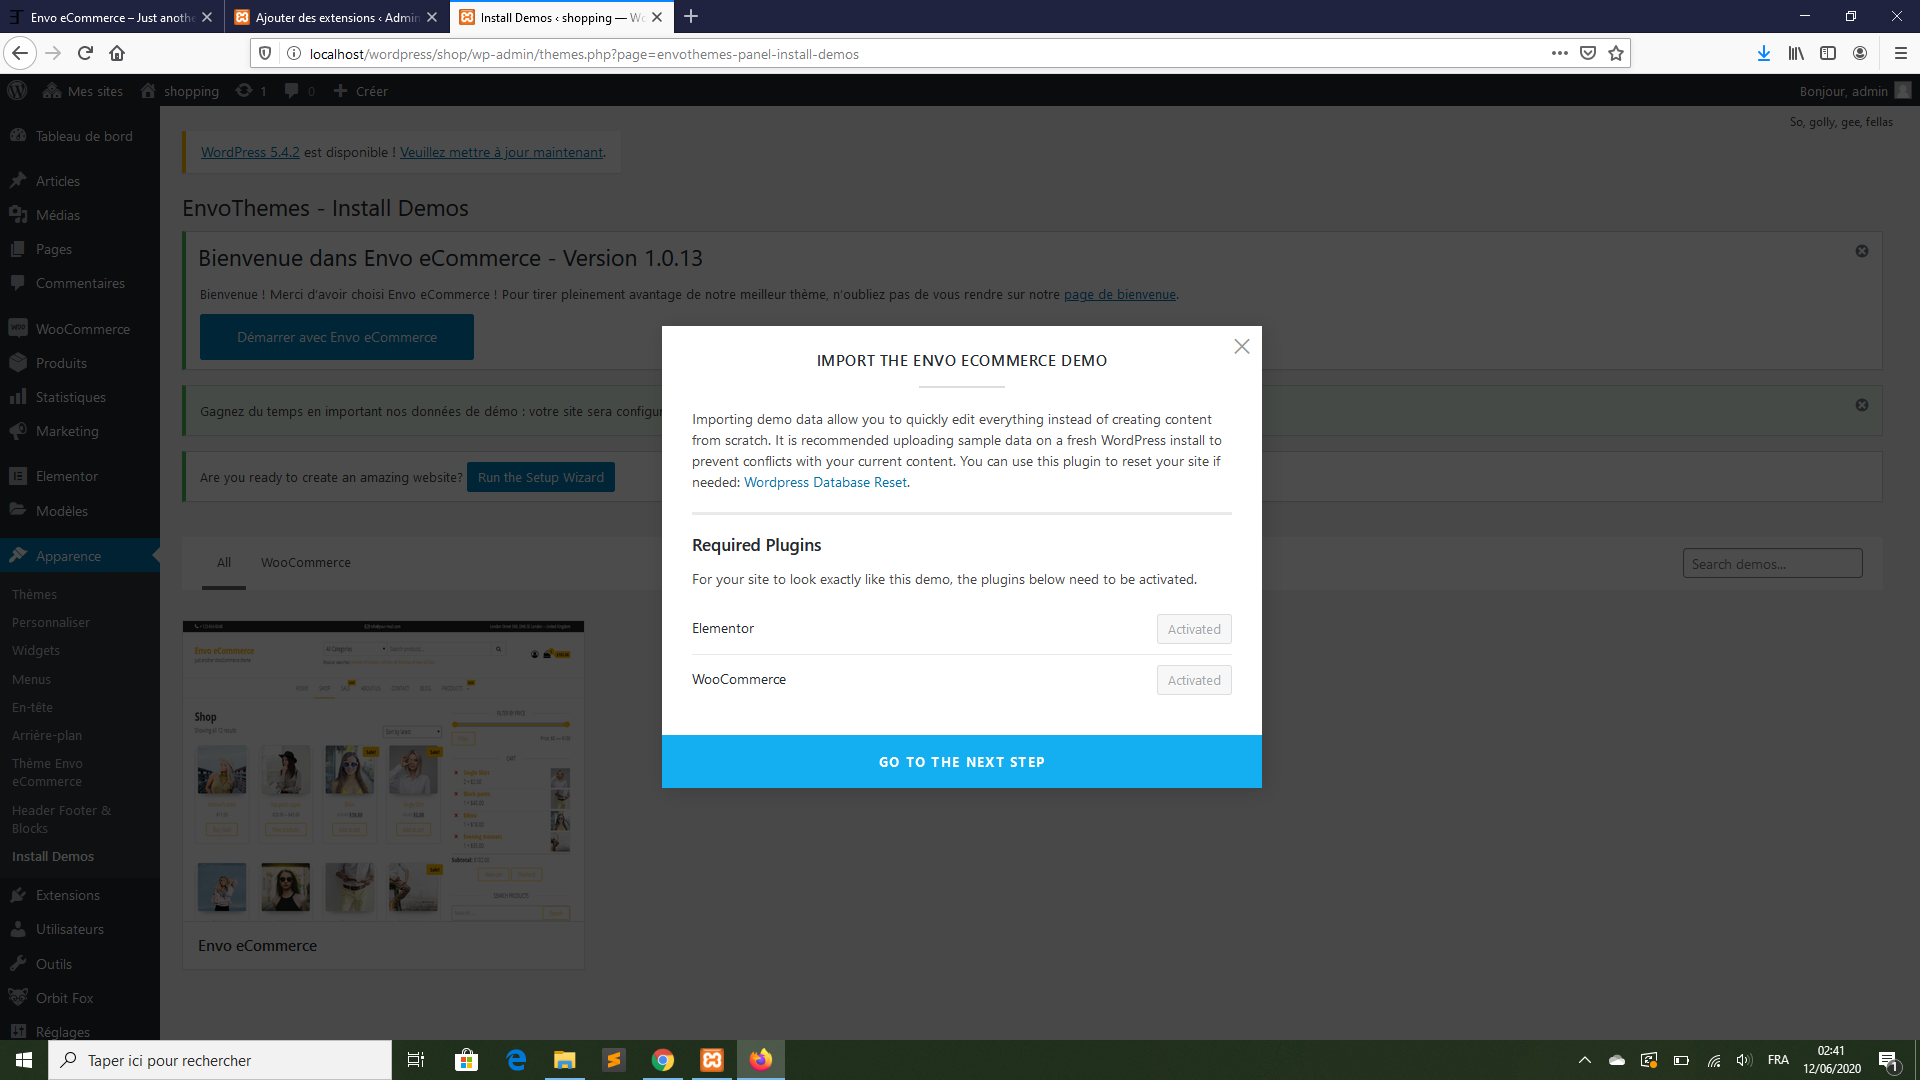 Envo eCommerce – Just anothe
Ajouter des extensions ‹ Admin
Install Demos ‹ shopping — Wo
localhost/wordpress/shop/wp-admin/themes.php?page=envothemes-panel-install-demos
Mes sites
shopping
1
0
Créer
Bonjour, admin
So, golly, gee, fellas
Tableau de bord
Articles
Médias
Pages
Commentaires
WooCommerce
Produits
Statistiques
Marketing
Elementor
Modèles
Apparence
Thèmes
Personnaliser
Widgets
Menus
En-tête
Arrière-plan
Thème Envo
eCommerce
Header Footer &
Blocks
Install Demos
Extensions
Utilisateurs
Outils
Orbit Fox
Réglages
WordPress 5.4.2 est disponible ! Veuillez mettre à jour maintenant.
EnvoThemes - Install Demos
Bienvenue dans Envo eCommerce - Version 1.0.13
Bienvenue ! Merci d'avoir choisi Envo eCommerce ! Pour tirer pleinement avantage de notre meilleur thème, n'oubliez pas de vous rendre sur notre page de bienvenue.
Démarrer avec Envo eCommerce
Gagnez du temps en important nos données de démo : votre site sera configur
Are you ready to create an amazing website?
Run the Setup Wizard
All
WooCommerce
Search demos...
Envo eCommerce
Shop
Envo eCommerce
IMPORT THE ENVO ECOMMERCE DEMO
Importing demo data allow you to quickly edit everything instead of creating content
from scratch. It is recommended uploading sample data on a fresh WordPress install to
prevent conflicts with your current content. You can use this plugin to reset your site if
needed: Wordpress Database Reset.
Required Plugins
For your site to look exactly like this demo, the plugins below need to be activated.
Elementor
Activated
WooCommerce
Activated
GO TO THE NEXT STEP
Taper ici pour rechercher
FRA
02:41
12/06/2020
1